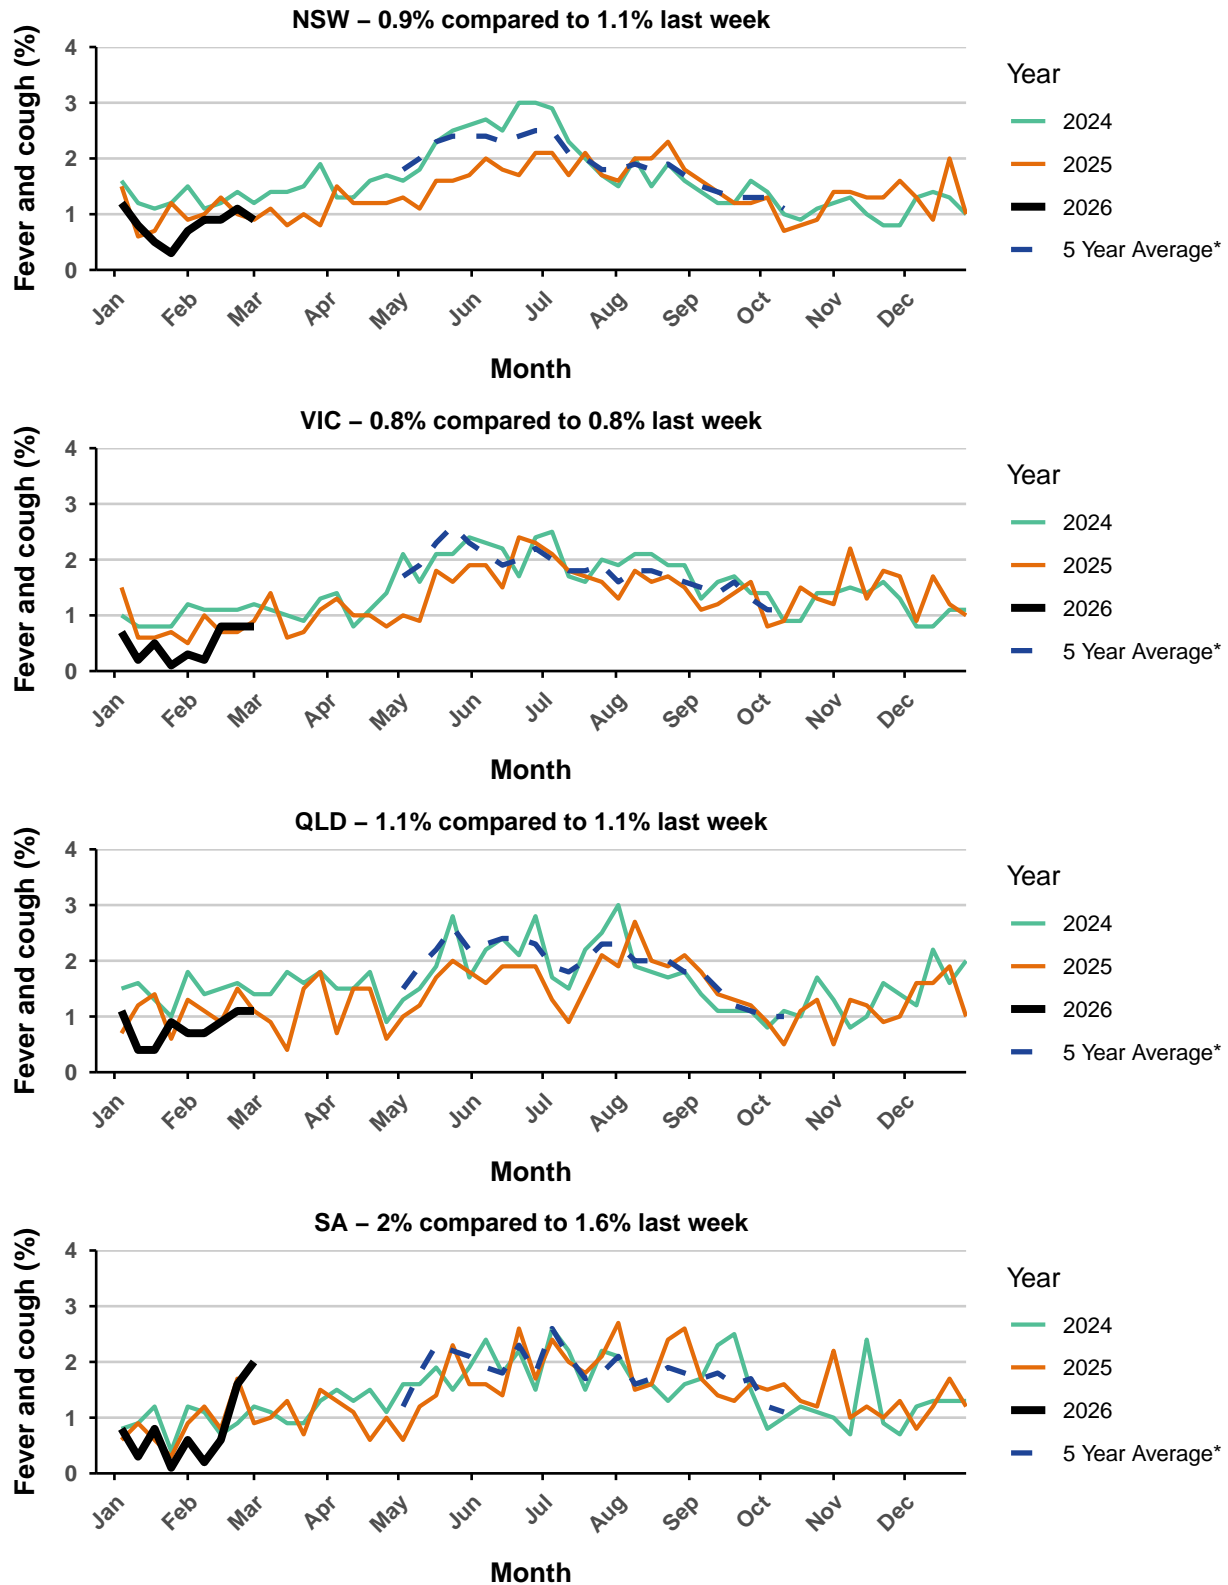 NSW – 0.9% compared to 1.1% last week
Fever and cough (%)
4
3
2
1
0
Jan Feb Mar Apr May Jun Jul Aug Sep Oct Nov Dec
Month
Year
2024
2025
2026
5 Year Average*
VIC – 0.8% compared to 0.8% last week
Fever and cough (%)
4
3
2
1
0
Jan Feb Mar Apr May Jun Jul Aug Sep Oct Nov Dec
Month
Year
2024
2025
2026
5 Year Average*
QLD – 1.1% compared to 1.1% last week
Fever and cough (%)
4
3
2
1
0
Jan Feb Mar Apr May Jun Jul Aug Sep Oct Nov Dec
Month
Year
2024
2025
2026
5 Year Average*
SA – 2% compared to 1.6% last week
Fever and cough (%)
4
3
2
1
0
Jan Feb Mar Apr May Jun Jul Aug Sep Oct Nov Dec
Month
Year
2024
2025
2026
5 Year Average*